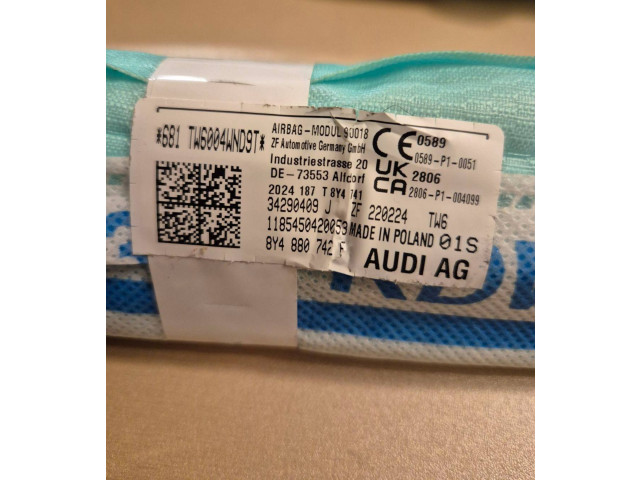 *681 TW6004WND9T*
AIRBAG-MODUL 90018
ZF Automotive Germany GmbH
Industriestrasse 20
DE-73553 Alfdorf
2024 187 T 8Y4 741
34290409 J ZF 220224 TW6
1185450420053 MADE IN POLAND 01S
8Y4 880 742 F
AUDI AG
CE 0589
0589-P1-0051
UKCA 2806
2806-P1-004099